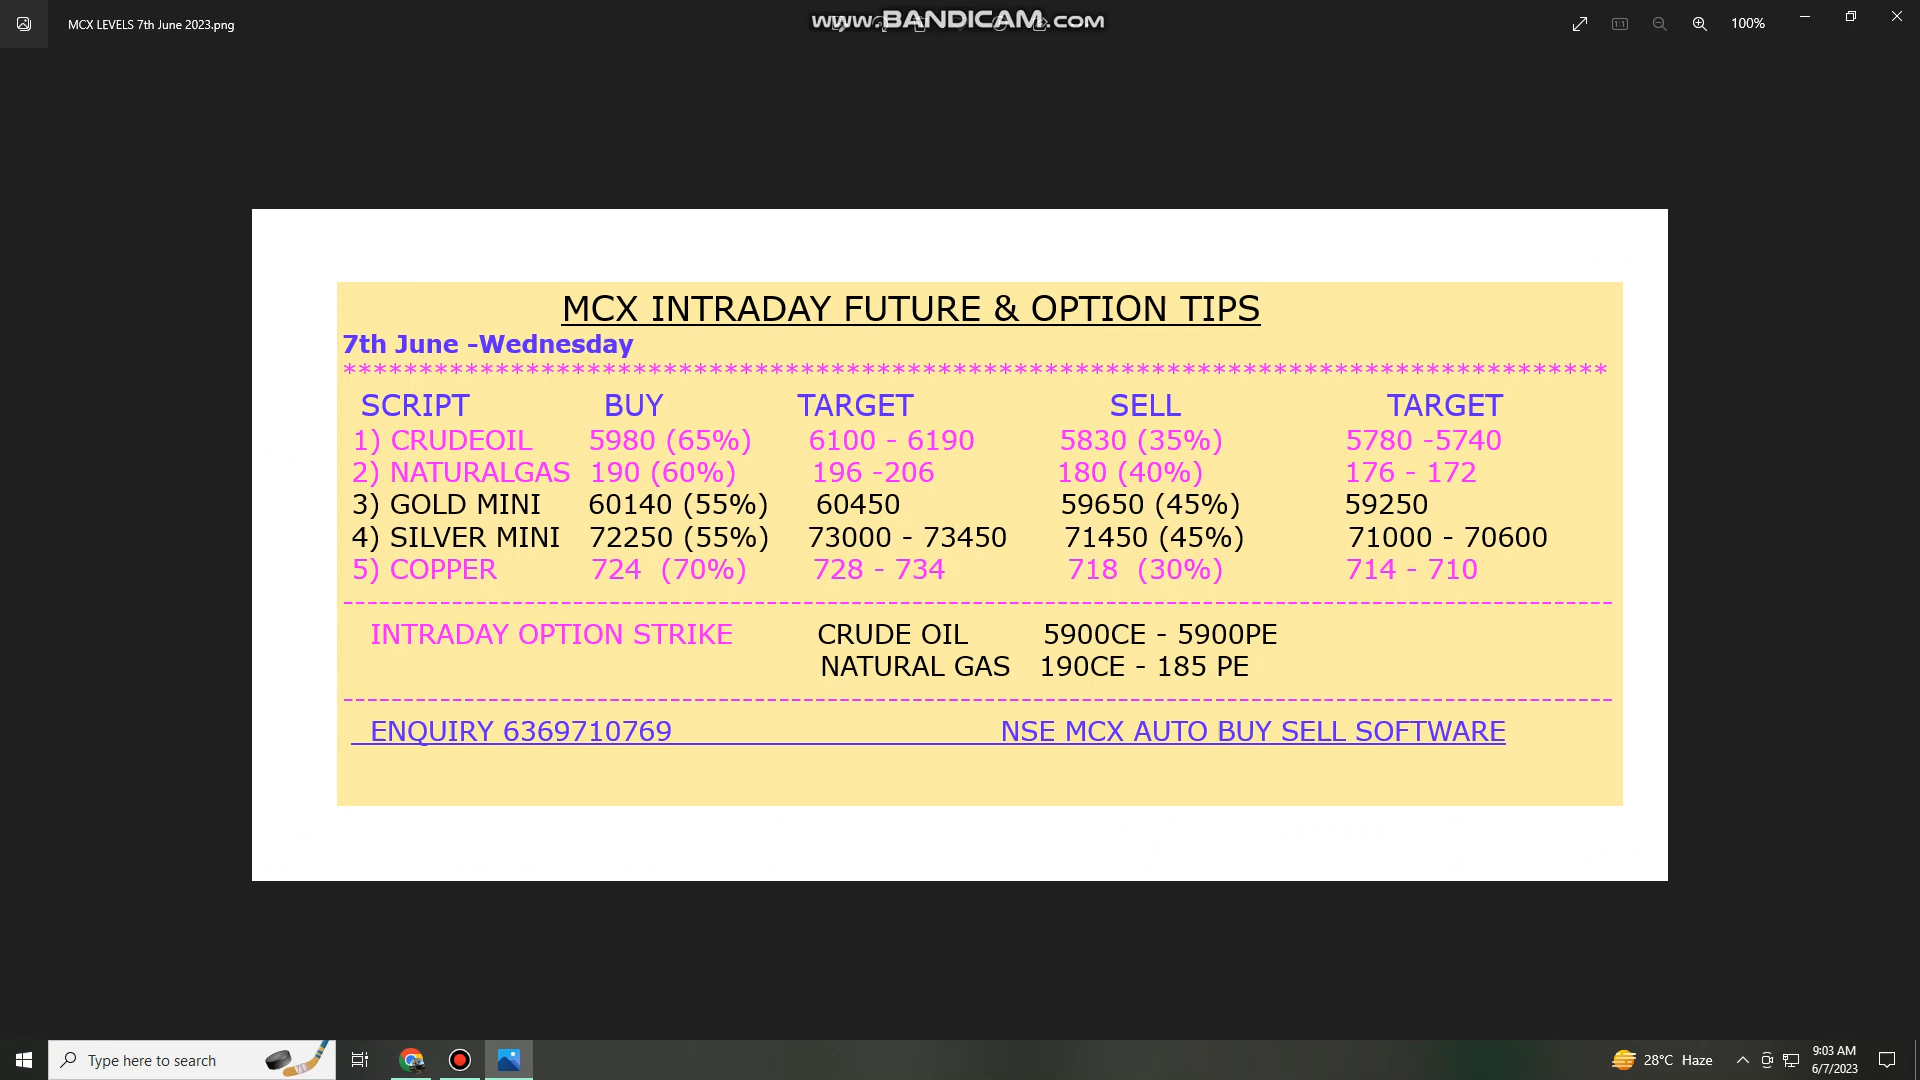 MCX LEVELS 7th June 2023.png
www.BANDICAM.COM
100%
MCX INTRADAY FUTURE & OPTION TIPS
7th June -Wednesday
***********************************************************************************
SCRIPT BUY TARGET SELL TARGET
1) CRUDEOIL 5980 (65%) 6100 - 6190 5830 (35%) 5780 -5740
2) NATURALGAS 190 (60%) 196 -206 180 (40%) 176 - 172
3) GOLD MINI 60140 (55%) 60450 59650 (45%) 59250
4) SILVER MINI 72250 (55%) 73000 - 73450 71450 (45%) 71000 - 70600
5) COPPER 724 (70%) 728 - 734 718 (30%) 714 - 710
INTRADAY OPTION STRIKE CRUDE OIL 5900CE - 5900PE
NATURAL GAS 190CE - 185 PE
ENQUIRY 6369710769 NSE MCX AUTO BUY SELL SOFTWARE
Type here to search
28°C Haze
9:03 AM
6/7/2023